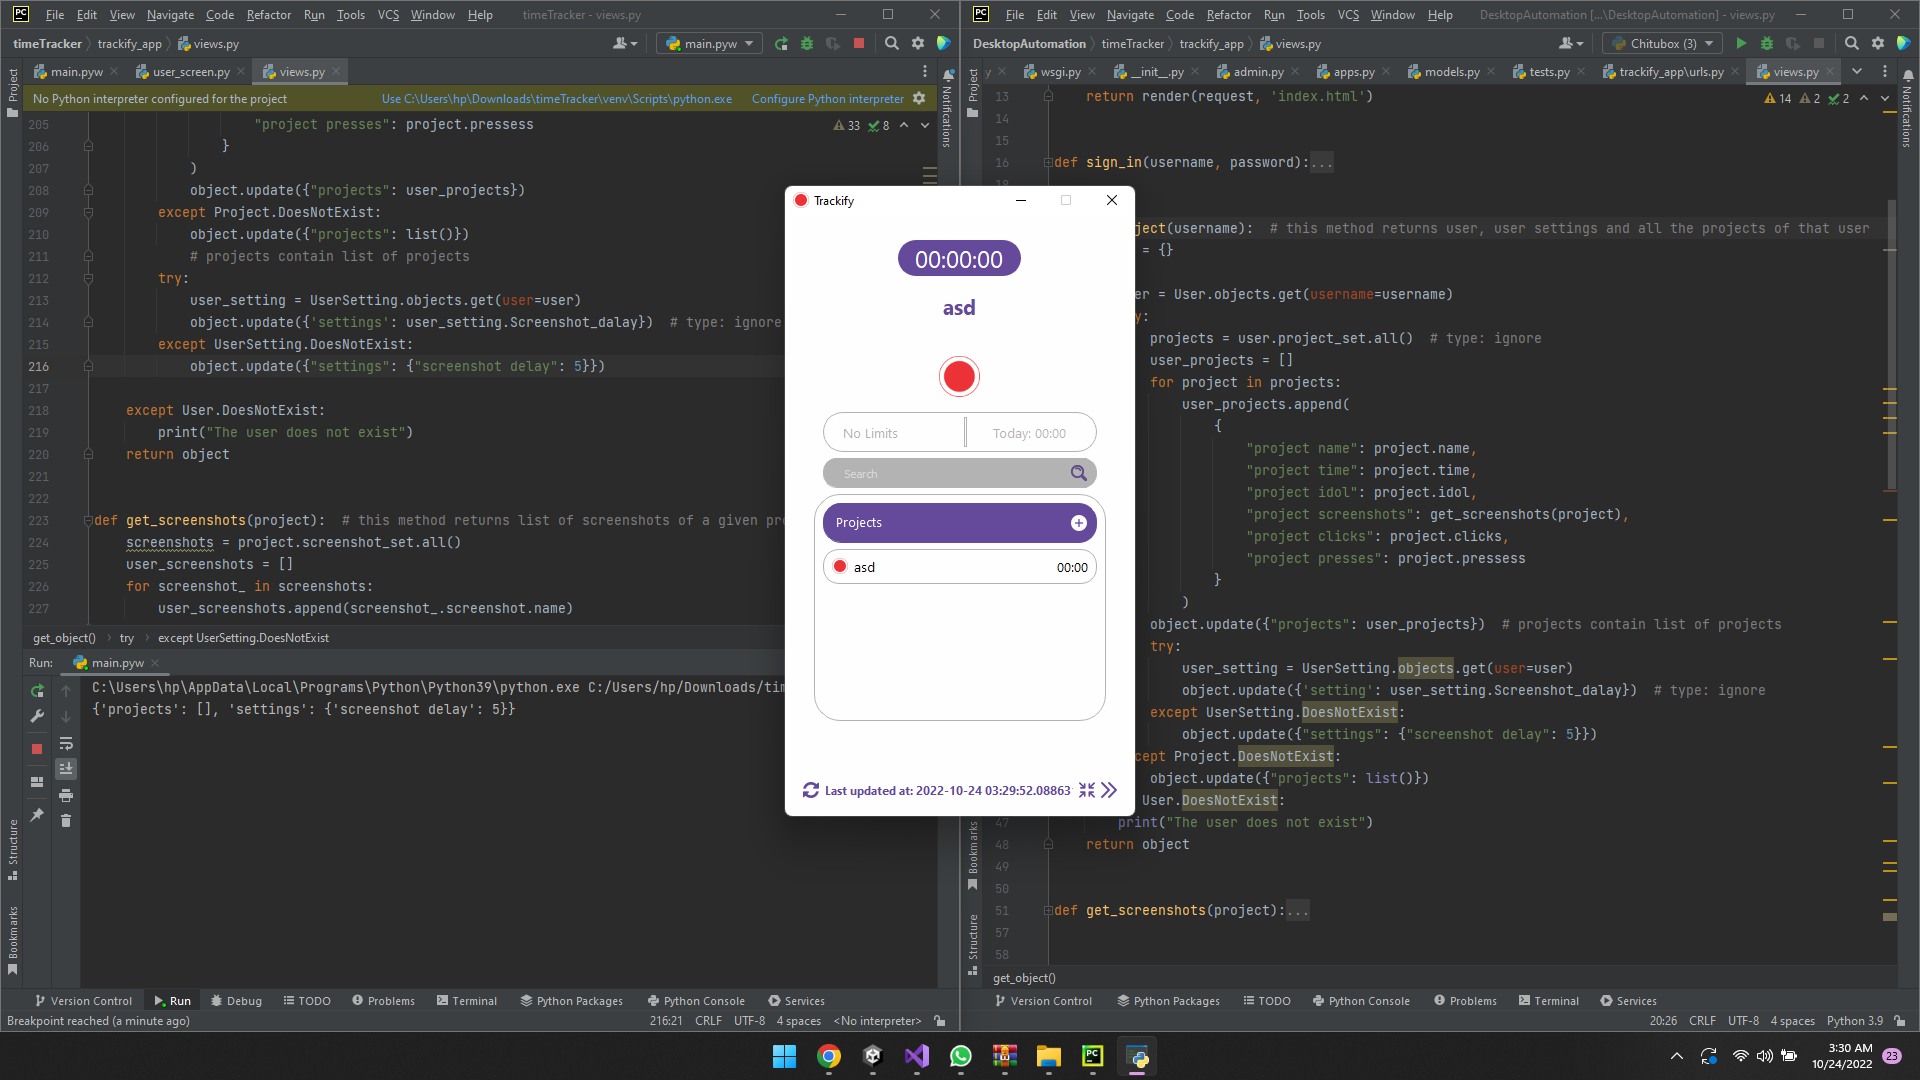 File Edit View Navigate Code Refactor Run Tools VCS Window Help timeTracker - views.py
timeTracker trackify_app views.py main.pyw
main.pyw user_screen.py views.py
No Python interpreter configured for the project Use C:\Users\hp\Downloads\timeTracker\venv\Scripts\python.exe Configure Python interpreter
Project
Notifications
33 8
205 "project presses": project.pressess
206 }
207 )
208 object.update({"projects": user_projects})
209 except Project.DoesNotExist:
210 object.update({"projects": list()})
211 # projects contain list of projects
212 try:
213 user_setting = UserSetting.objects.get(user=user)
214 object.update({'settings': user_setting.Screenshot_dalay}) # type: ignore
215 except UserSetting.DoesNotExist:
216 object.update({"settings": {"screenshot delay": 5}})
217
218 except User.DoesNotExist:
219 print("The user does not exist")
220 return object
221
222
223 def get_screenshots(project): # this method returns list of screenshots of a given
224 screenshots = project.screenshot_set.all()
225 user_screenshots = []
226 for screenshot_ in screenshots:
227 user_screenshots.append(screenshot_.screenshot.name)
get_object() try except UserSetting.DoesNotExist
Run: main.pyw
C:\Users\hp\AppData\Local\Programs\Python\Python39\python.exe C:/Users/hp/Downloads/
{'projects': [], 'settings': {'screenshot delay': 5}}
Structure
Bookmarks
Version Control Run Debug TODO Problems Terminal Python Packages Python Console Services
Breakpoint reached (a minute ago) 216:21 CRLF UTF-8 4 spaces <No interpreter>
Trackify
00:00:00
asd
No Limits Today: 00:00
Search
Projects
asd 00:00
Last updated at: 2022-10-24 03:29:52.08863
File Edit View Navigate Code Refactor Run Tools VCS Window Help DesktopAutomation [...\DesktopAutomation] - views.py
DesktopAutomation timeTracker trackify_app views.py Chitubox (3)
y wsgi.py __init__.py admin.py apps.py models.py tests.py trackify_app\urls.py views.py
Project
Notifications
14 2 2
13 return render(request, 'index.html')
14
15
16 def sign_in(username, password):...
18
ject(username): # this method returns user, user settings and all the projects of that user
= {}
er = User.objects.get(username=username)
y:
projects = user.project_set.all() # type: ignore
user_projects = []
for project in projects:
user_projects.append(
{
"project name": project.name,
"project time": project.time,
"project idol": project.idol,
"project screenshots": get_screenshots(project),
"project clicks": project.clicks,
"project presses": project.pressess
}
)
object.update({"projects": user_projects}) # projects contain list of projects
try:
user_setting = UserSetting.objects.get(user=user)
object.update({'setting': user_setting.Screenshot_dalay}) # type: ignore
except UserSetting.DoesNotExist:
object.update({"settings": {"screenshot delay": 5}})
cept Project.DoesNotExist:
object.update({"projects": list()})
User.DoesNotExist:
47 print("The user does not exist")
48 return object
49
50
51 def get_screenshots(project):...
57
58
get_object()
Bookmarks
Structure
Version Control Python Packages TODO Python Console Problems Terminal Services
20:26 CRLF UTF-8 4 spaces Python 3.9
3:30 AM
10/24/2022
23